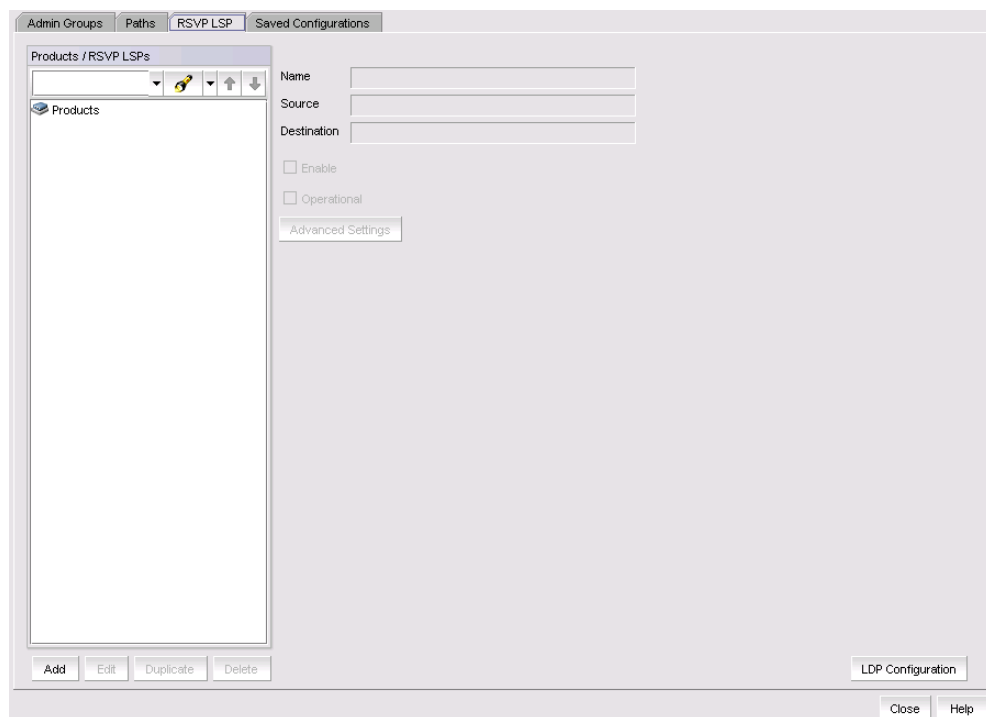 Admin Groups Paths RSVP LSP Saved Configurations
Products / RSVP LSPs
Products
Name
Source
Destination
Enable
Operational
Advanced Settings
Add Edit Duplicate Delete
LDP Configuration
Close Help